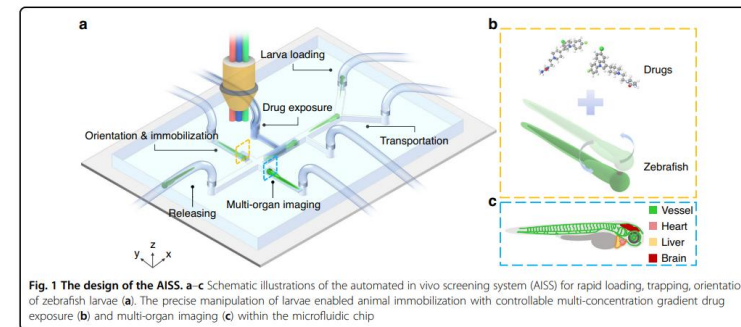 a
Larva loading
Drug exposure
Orientation & immobilization
Transportation
Multi-organ imaging
Releasing
z
y
x
b
Drugs
Zebrafish
c
Vessel
Heart
Liver
Brain
Fig. 1 The design of the AISS. a–c Schematic illustrations of the automated in vivo screening system (AISS) for rapid loading, trapping, orientation
of zebrafish larvae (a). The precise manipulation of larvae enabled animal immobilization with controllable multi-concentration gradient drug
exposure (b) and multi-organ imaging (c) within the microfluidic chip